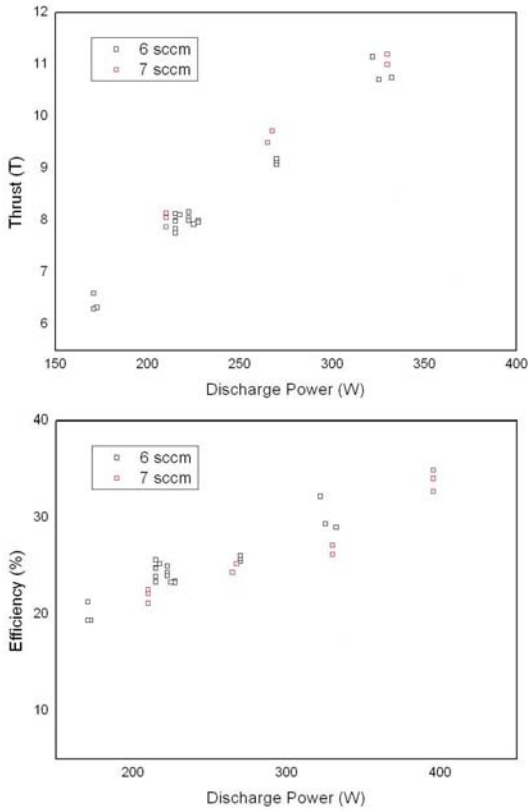 12
11
10
9
8
7
6
Thrust (T)
6 sccm
7 sccm
150 200 250 300 350 400
Discharge Power (W)
40
30
20
10
Efficiency (%)
6 sccm
7 sccm
200 300 400
Discharge Power (W)